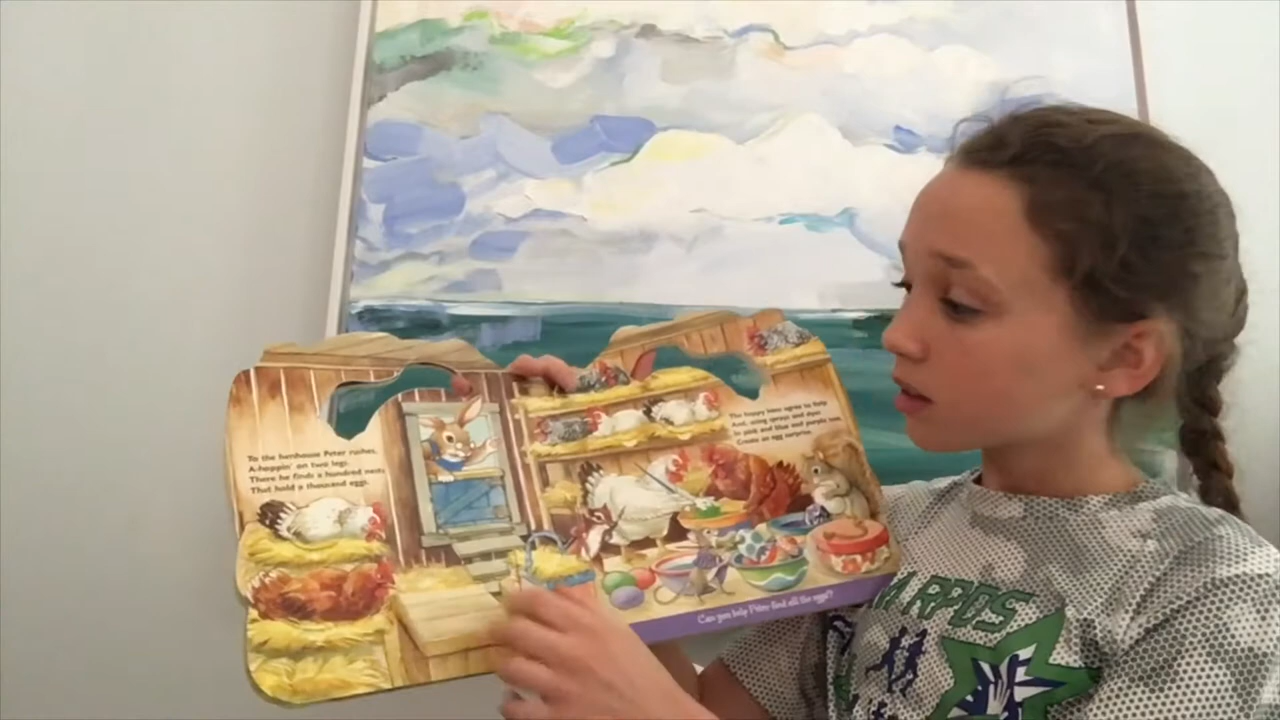 To the henhouse Peter rushes,
A-hoppin' on two legs.
There he finds a hundred nests
That hold a thousand eggs.
The happy hens agree to help
And, using sprays and dyes
In pink and blue and purple, too,
Create an egg surprise.
Can you help Peter find all the eggs?
RPDS